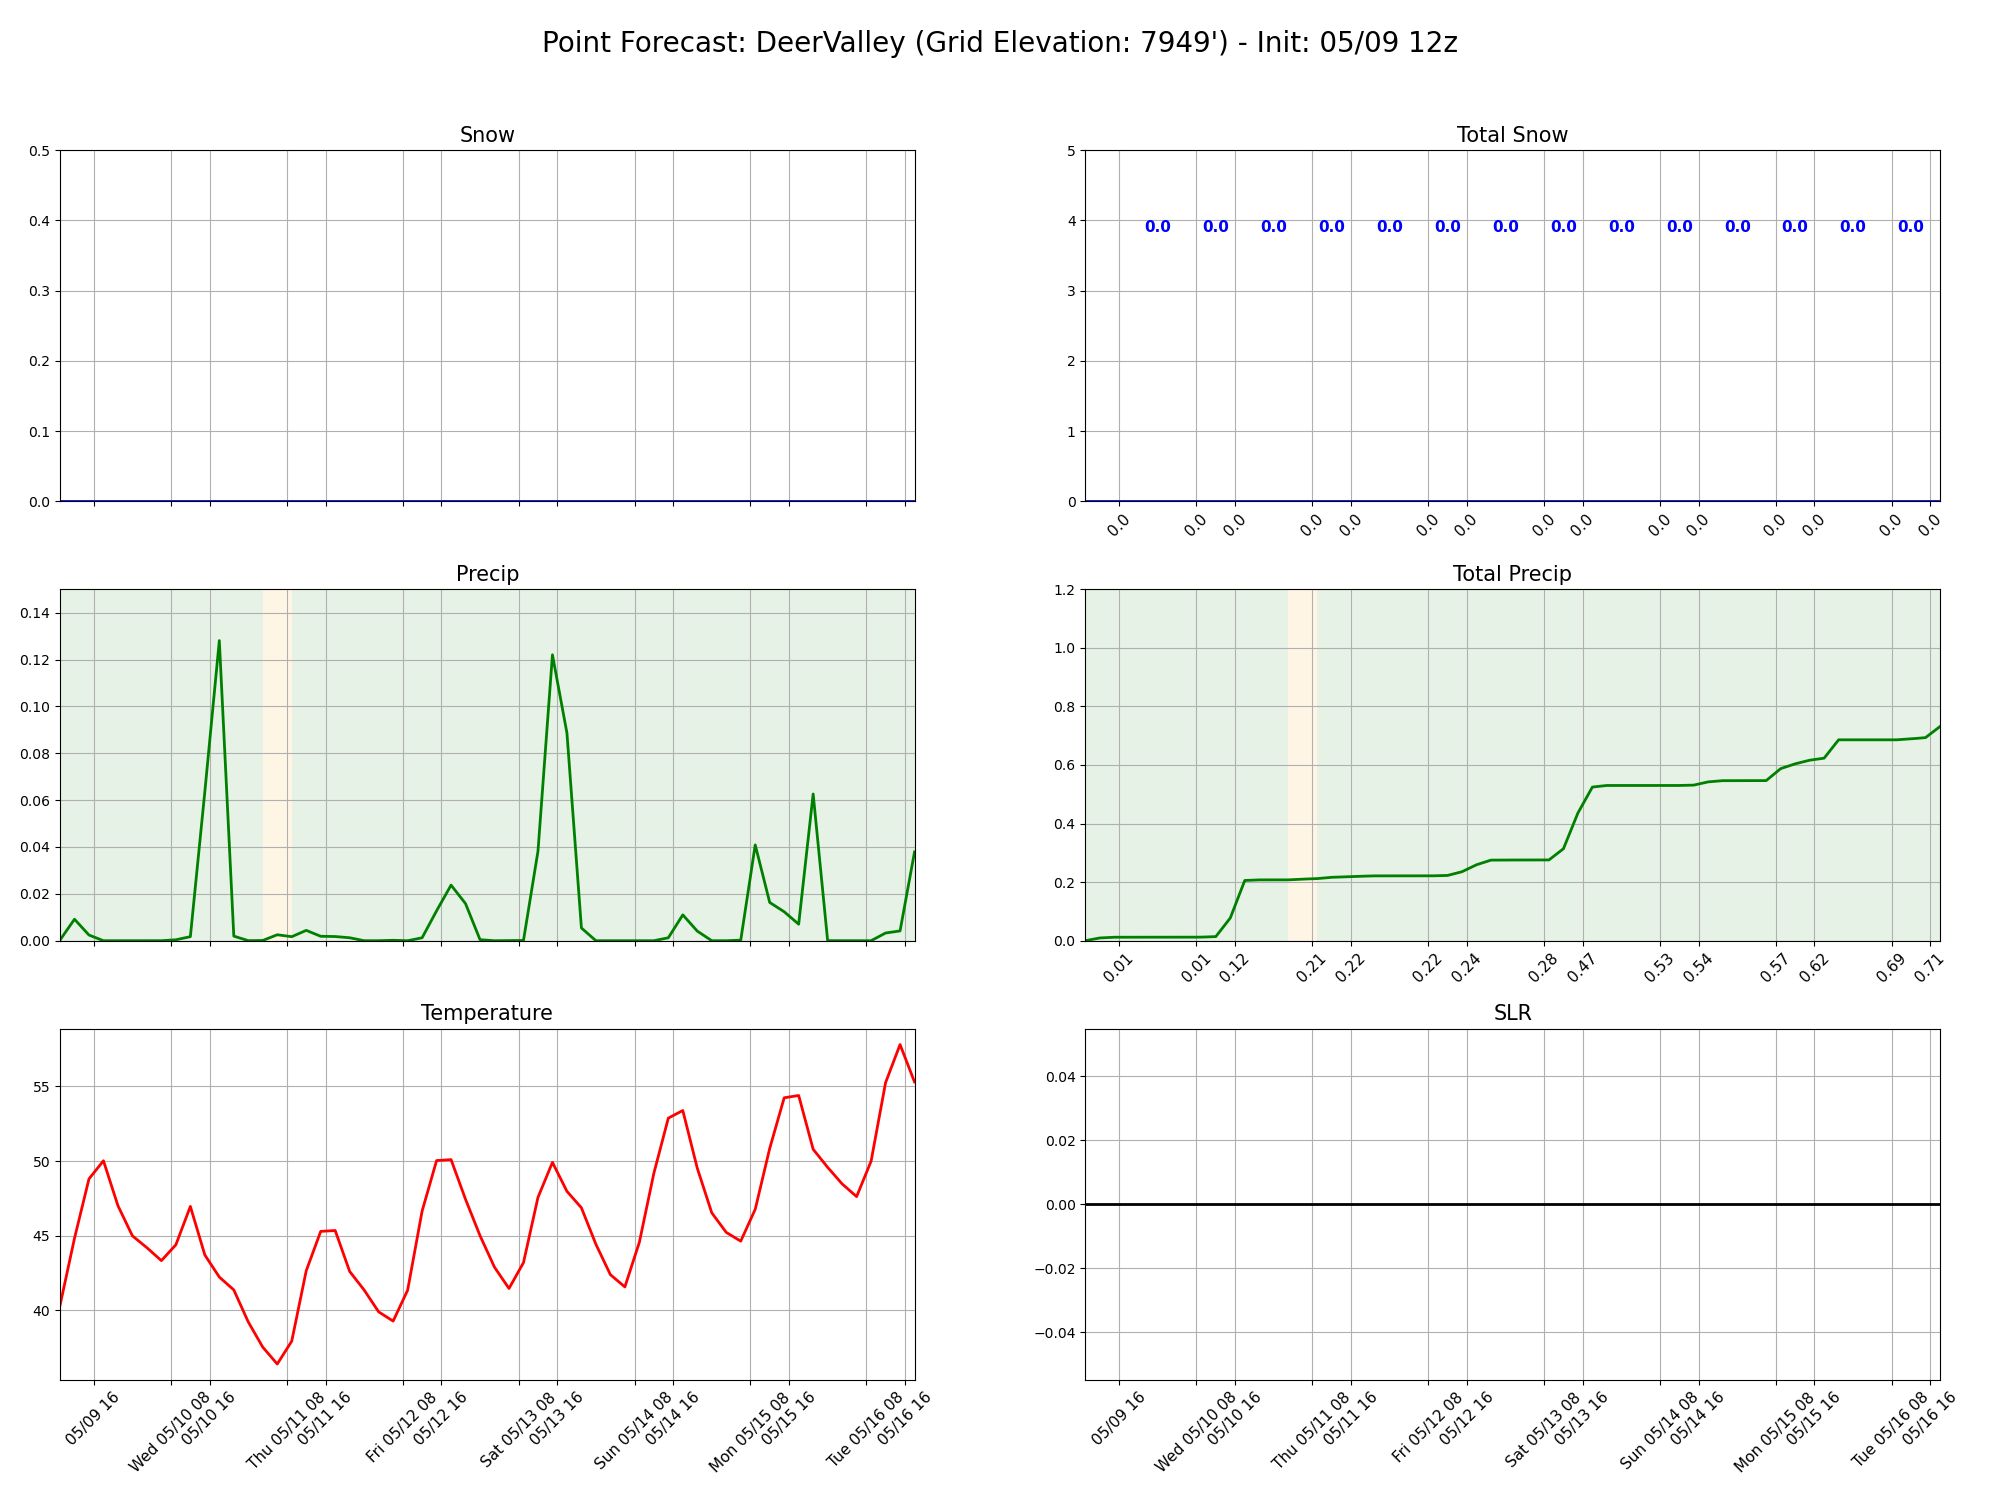 Point Forecast: DeerValley (Grid Elevation: 7949') - Init: 05/09 12z
Snow
0.5
0.4
0.3
0.2
0.1
0.0
Total Snow
5
4
3
2
1
0
0.0 0.0 0.0 0.0 0.0 0.0 0.0 0.0 0.0 0.0 0.0 0.0 0.0 0.0
0.0 0.0 0.0 0.0 0.0 0.0 0.0 0.0 0.0 0.0 0.0 0.0 0.0 0.0 0.0
Precip
0.14
0.12
0.10
0.08
0.06
0.04
0.02
0.00
Total Precip
1.2
1.0
0.8
0.6
0.4
0.2
0.0
0.01 0.01 0.12 0.21 0.22 0.22 0.24 0.28 0.47 0.53 0.54 0.57 0.62 0.69 0.71
Temperature
55
50
45
40
05/09 16
Wed 05/10 08
05/10 16
Thu 05/11 08
05/11 16
Fri 05/12 08
05/12 16
Sat 05/13 08
05/13 16
Sun 05/14 08
05/14 16
Mon 05/15 08
05/15 16
Tue 05/16 08
05/16 16
SLR
0.04
0.02
0.00
−0.02
−0.04
05/09 16
Wed 05/10 08
05/10 16
Thu 05/11 08
05/11 16
Fri 05/12 08
05/12 16
Sat 05/13 08
05/13 16
Sun 05/14 08
05/14 16
Mon 05/15 08
05/15 16
Tue 05/16 08
05/16 16